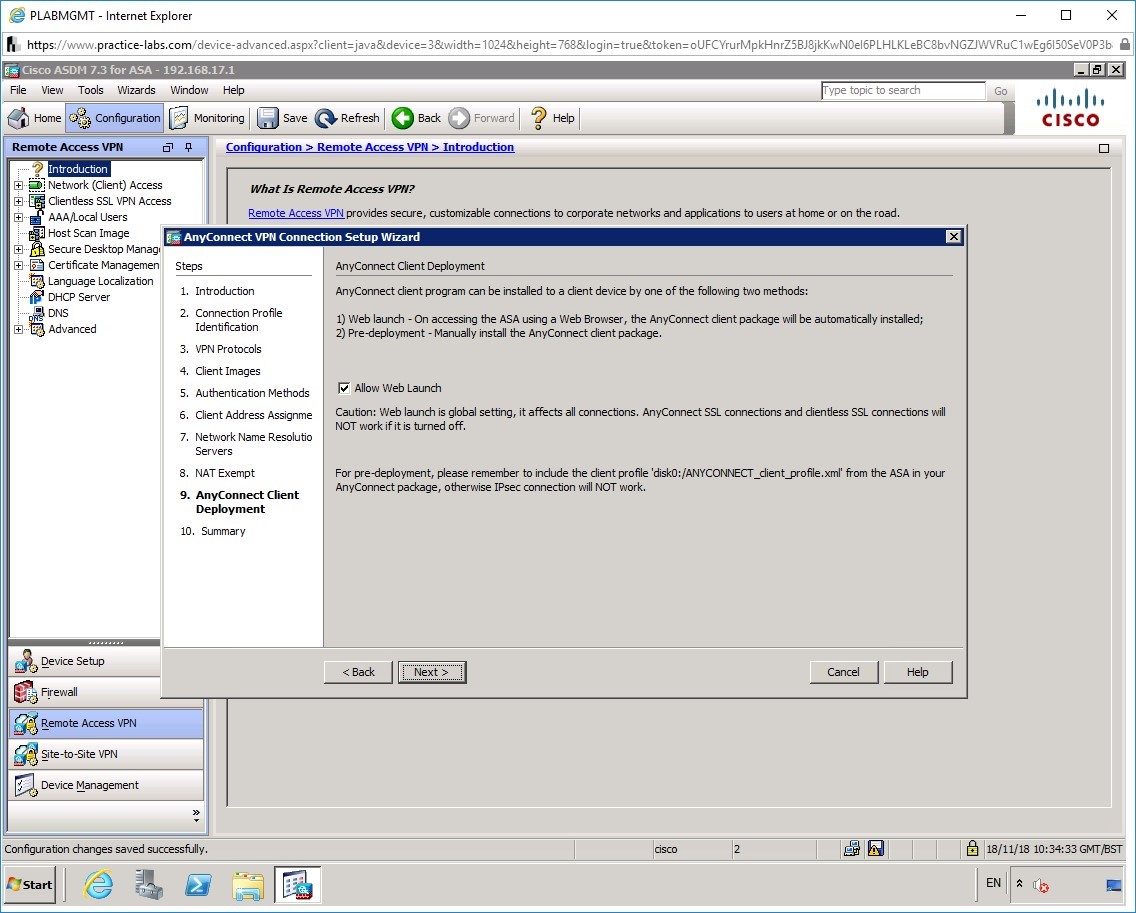 PLABMGMT - Internet Explorer
https://www.practice-labs.com/device-advanced.aspx?client=java&device=3&width=1024&height=768&login=true&token=
Cisco ASDM 7.3 for ASA - 192.168.17.1
File View Tools Wizards Window Help
Type to search
Go
Home Configuration Monitoring Save Refresh Back Forward Help
CISCO
Remote Access VPN
Configuration > Remote Access VPN > Introduction
Introduction
Network (Client) Access
Clientless SSL VPN Access
AAA/Local Users
Host Scan Image
Secure Desktop Manag
Certificate Managemen
Language Localization
DHCP Server
DNS
Advanced
What Is Remote Access VPN?
Remote Access VPN provides secure, customizable connections to corporate networks and applications to users at home or on the road.
AnyConnect VPN Connection Setup Wizard
Steps
1. Introduction
2. Connection Profile
Identification
3. VPN Protocols
4. Client Images
5. Authentication Methods
6. Client Address Assignme
7. Network Name Resolutio
Servers
8. NAT Exempt
9. AnyConnect Client
Deployment
10. Summary
AnyConnect Client Deployment
AnyConnect client program can be installed to a client device by one of the following two methods:
1) Web launch - On accessing the ASA using a Web Browser, the AnyConnect client package will be automatically installed;
2) Pre-deployment - Manually install the AnyConnect client package.
Allow Web Launch
Caution: Web launch is global setting, it affects all connections. AnyConnect SSL connections and clientless SSL connections will
NOT work if it is turned off.
For pre-deployment, please remember to include the client profile 'disk0:/ANYCONNECT_client_profile.xml' from the ASA in your
AnyConnect package, otherwise IPsec connection will NOT work.
< Back Next > Cancel Help
Device Setup
Firewall
Remote Access VPN
Site-to-Site VPN
Device Management
Configuration changes saved successfully.
cisco
2
18/11/18 10:34:33 GMT/BST
Start
EN